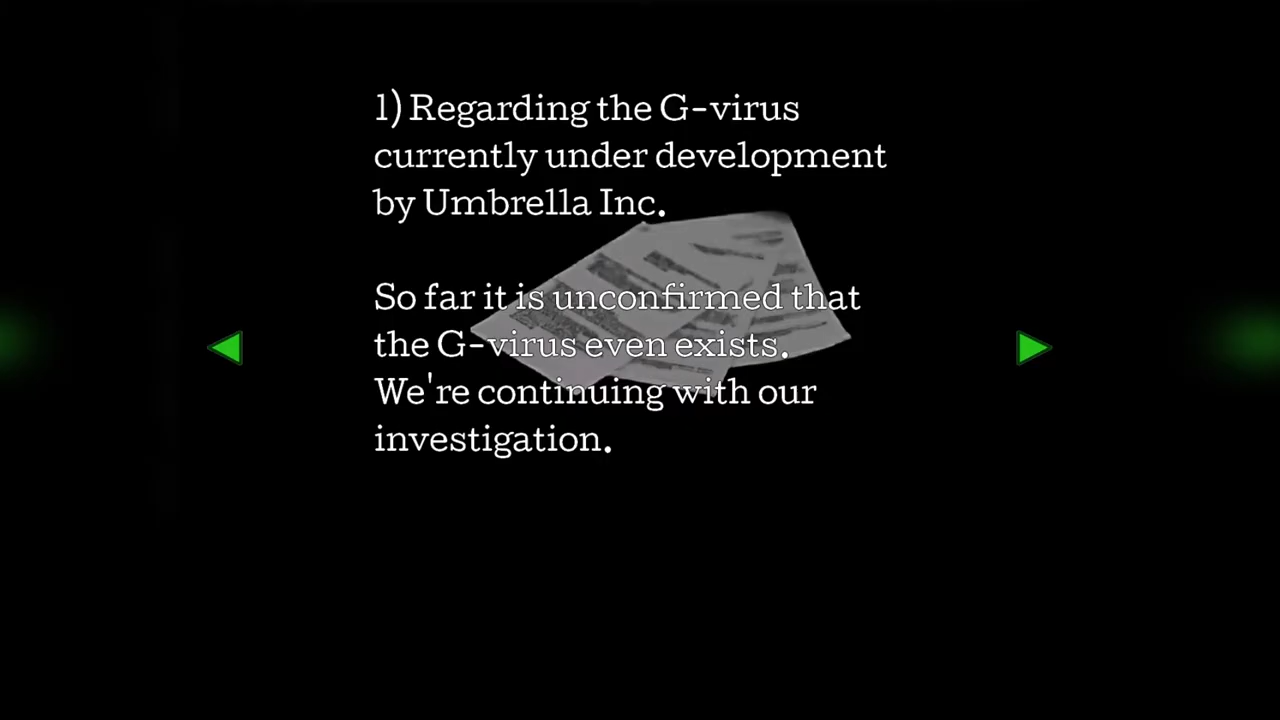 1) Regarding the G-virus
currently under development
by Umbrella Inc.
So far it is unconfirmed that
the G-virus even exists.
We're continuing with our
investigation.